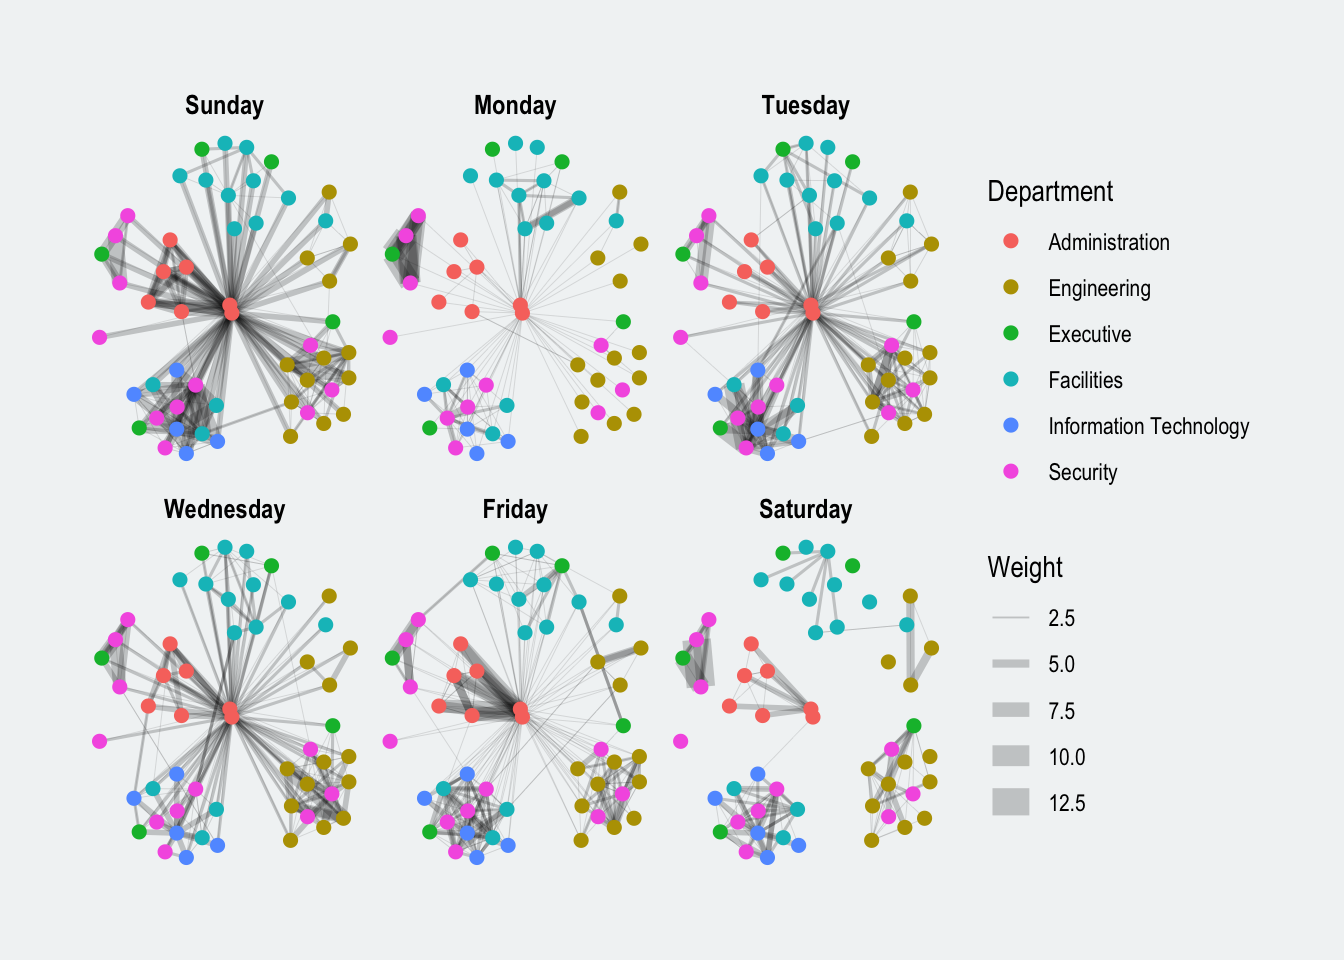 Sunday
Monday
Tuesday
Wednesday
Friday
Saturday
Department
Administration
Engineering
Executive
Facilities
Information Technology
Security
Weight
2.5
5.0
7.5
10.0
12.5